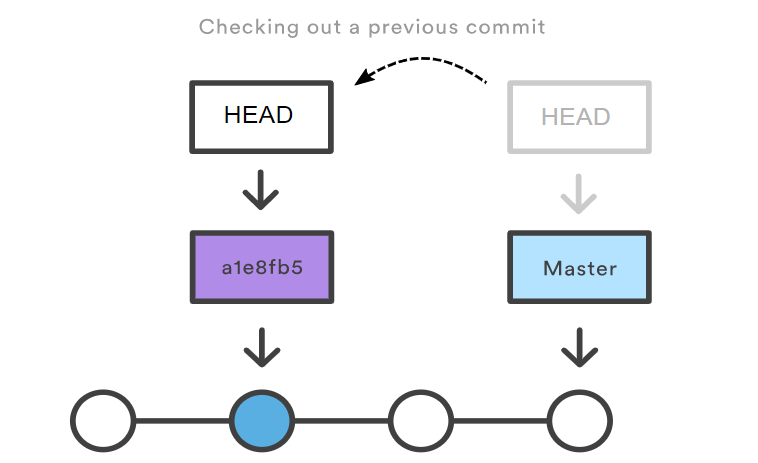 Checking out a previous commit
HEAD
HEAD
a1e8fb5
Master